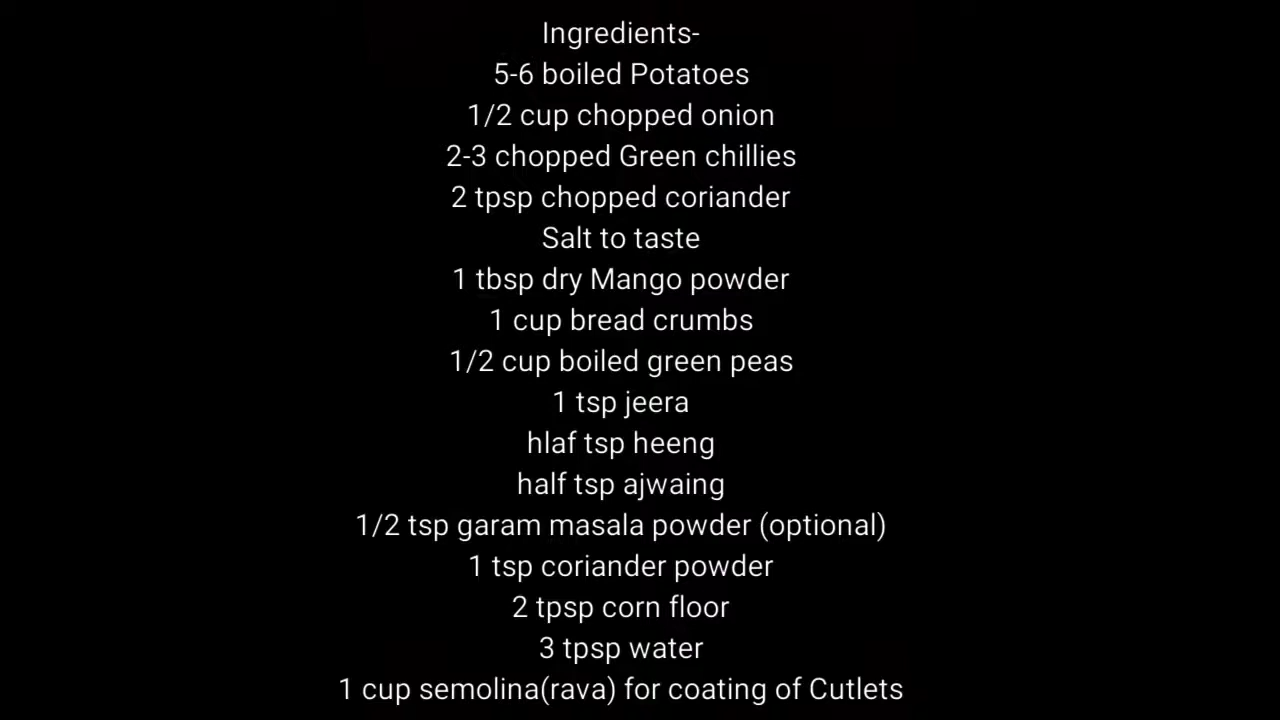 Ingredients-
5-6 boiled Potatoes
1/2 cup chopped onion
2-3 chopped Green chillies
2 tpsp chopped coriander
Salt to taste
1 tbsp dry Mango powder
1 cup bread crumbs
1/2 cup boiled green peas
1 tsp jeera
hlaf tsp heeng
half tsp ajwaing
1/2 tsp garam masala powder (optional)
1 tsp coriander powder
2 tpsp corn floor
3 tpsp water
1 cup semolina(rava) for coating of Cutlets